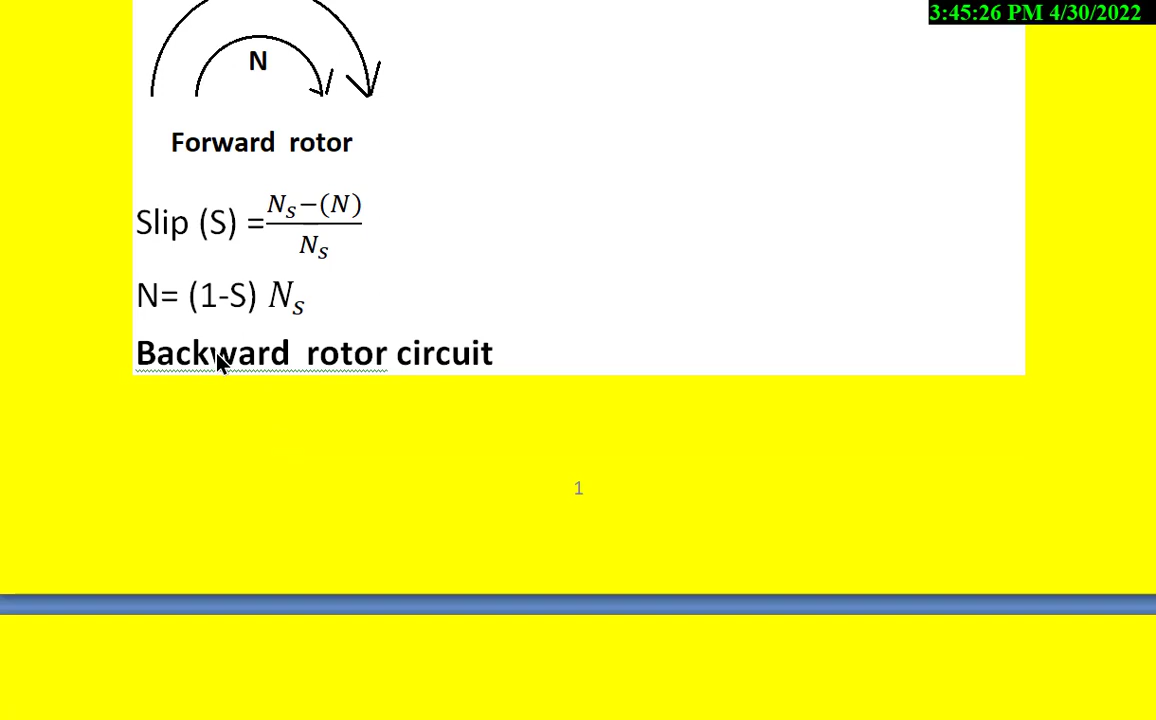 3:45:26 PM 4/30/2022
N
Forward rotor
Slip (S) = \frac{N_s-(N)}{N_s}
N= (1-S) N_s
Backward rotor circuit
1